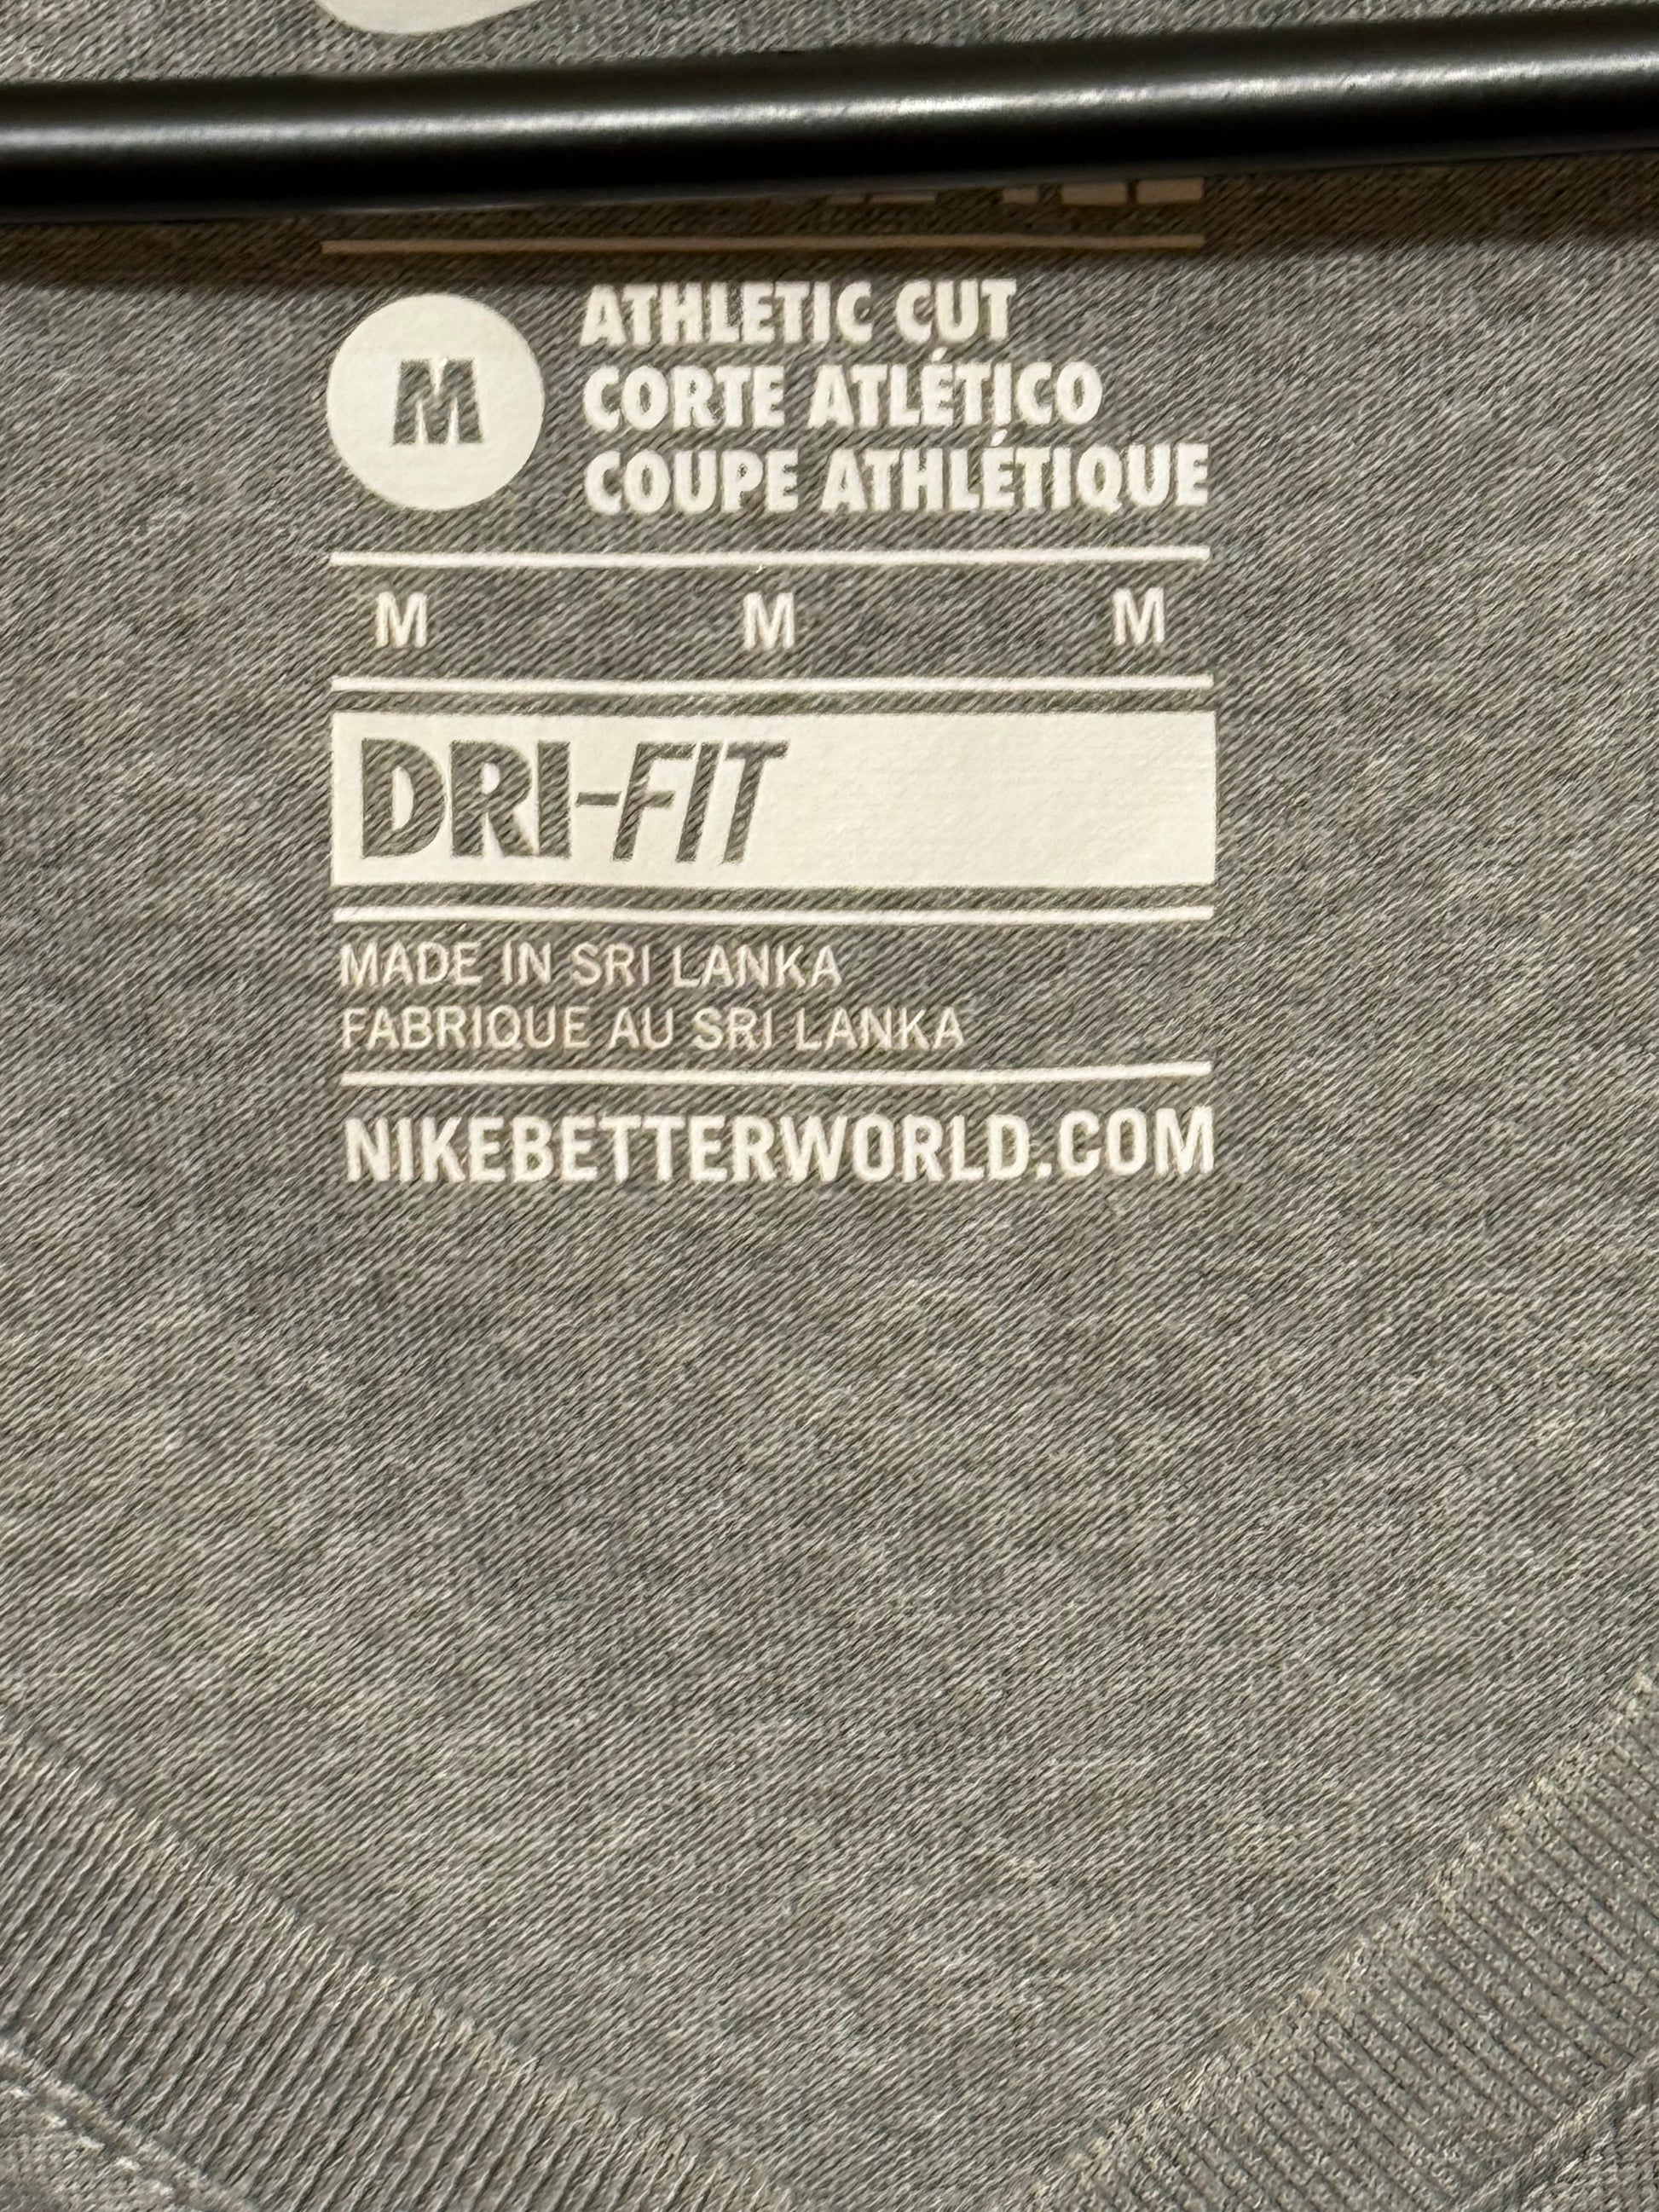 ATHLETIC CUT
M
CORTE ATLÉTICO
COUPE ATHLÉTIQUE
M M M
DRI-FIT
MADE IN SRI LANKA
FABRIQUE AU SRI LANKA
NIKEBETTERWORLD.COM